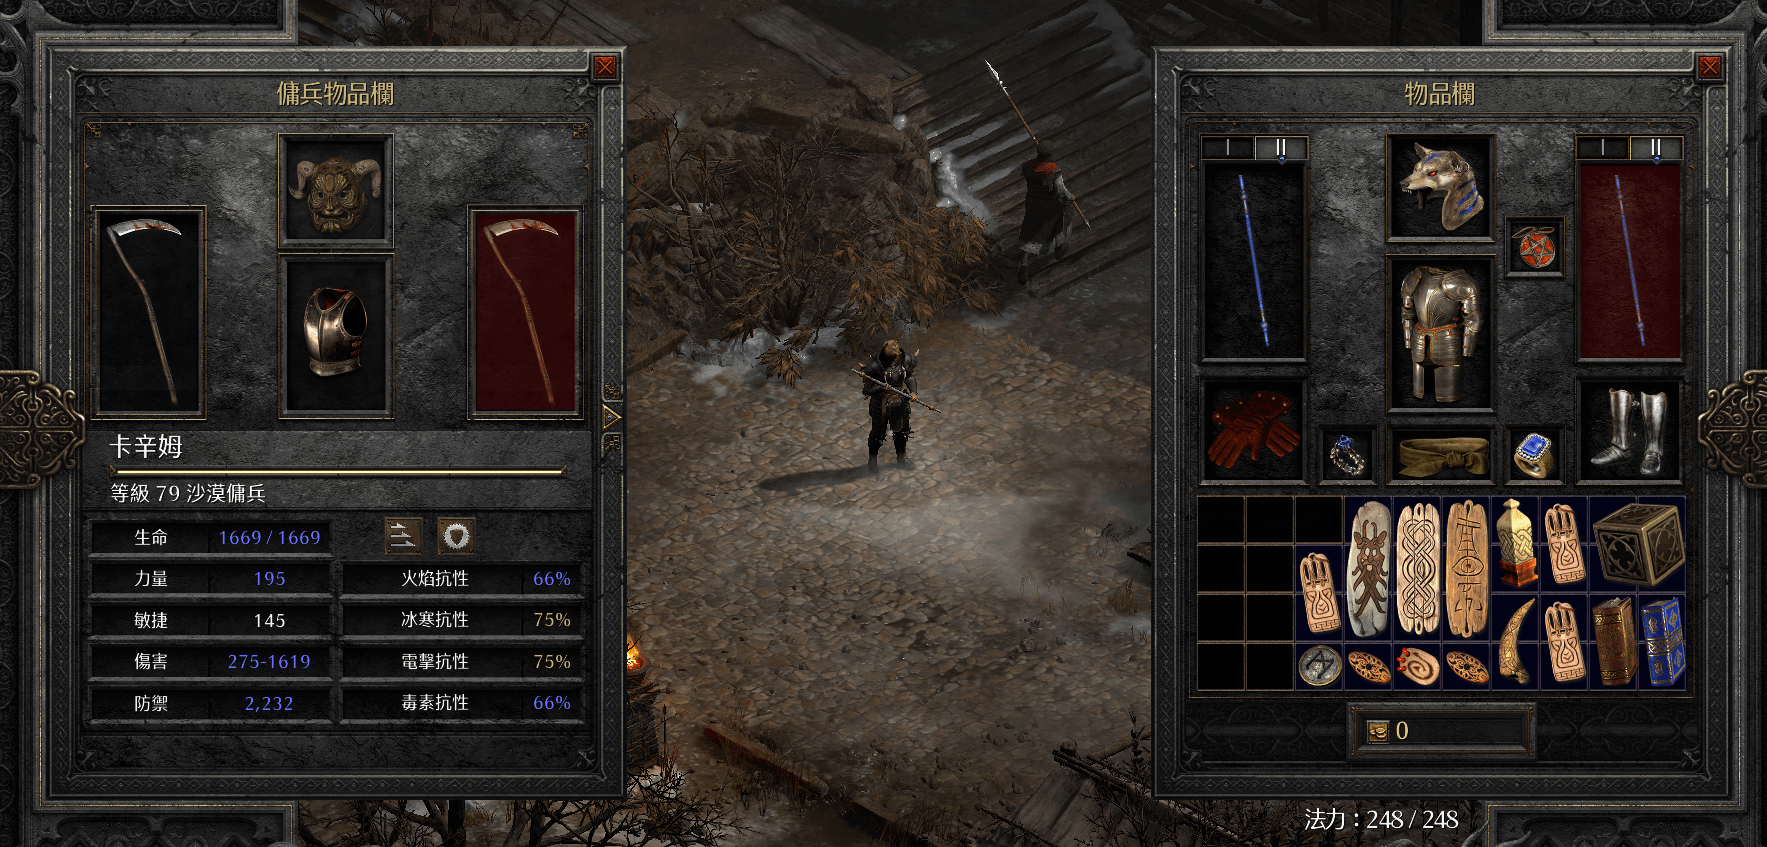 傭兵物品欄
卡辛姆
等級 79 沙漠傭兵
生命 1669 / 1669
力量 195
敏捷 145
傷害 275-1619
防禦 2,232
火焰抗性 66%
冰寒抗性 75%
電擊抗性 75%
毒素抗性 66%
物品欄
I II
I II
0
法力：248 / 248